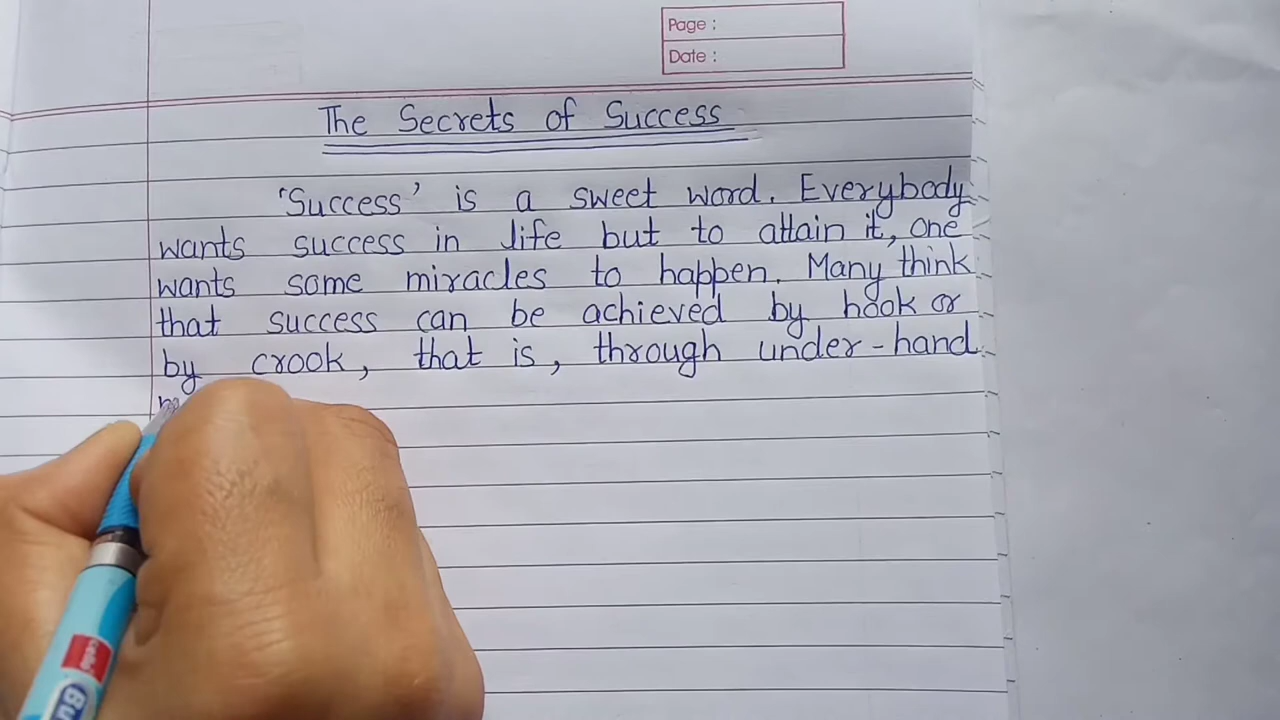 Page :
Date :
The Secrets of Success
'Success' is a sweet word. Everybody
wants success in life but to attain it, one
wants some miracles to happen. Many think
that success can be achieved by hook or
by crook, that is, through under-hand
cello